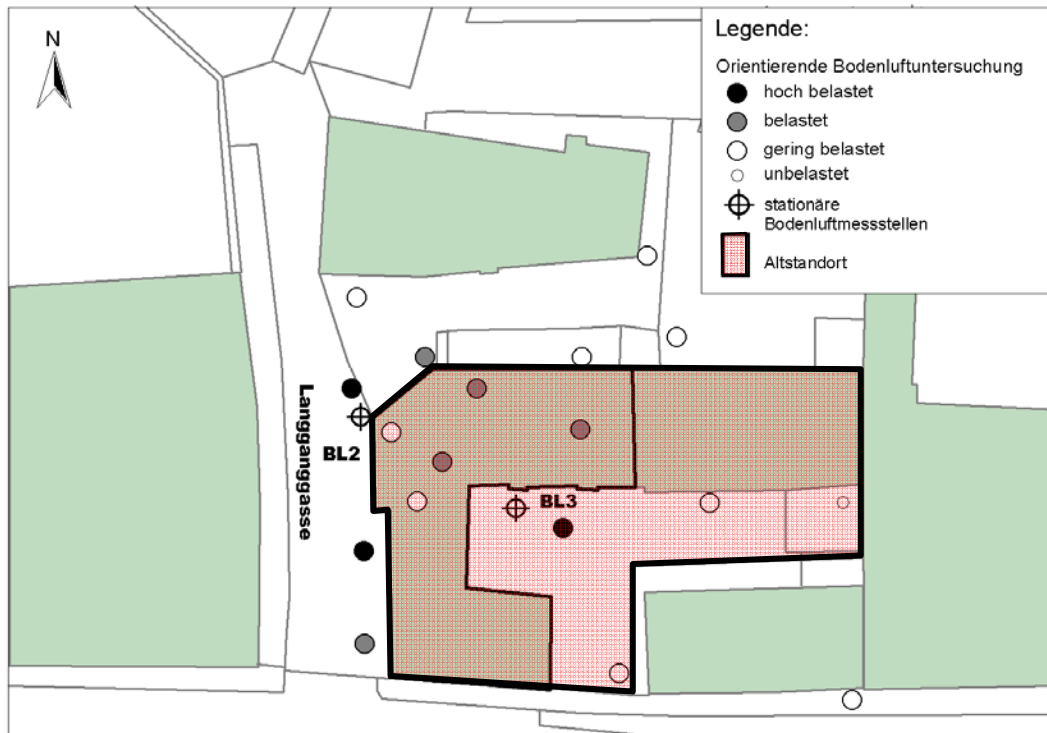 N
Legende:
Orientierende Bodenluftuntersuchung
hoch belastet
belastet
gering belastet
unbelastet
stationäre
Bodenluftmessstellen
Altstandort
Langganggasse
BL2
BL3